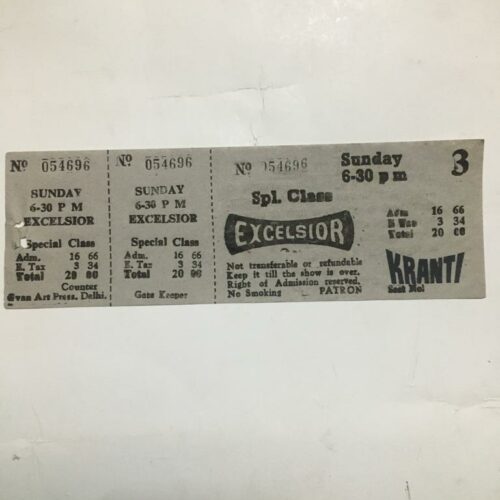 Nº 054696
SUNDAY
6-30 P M
EXCELSIOR
Special Class
Adm. 16 66
E. Tax 3 34
Total 20 00
Counter
Gyan Art Press, Delhi.
Nº 054696
SUNDAY
6-30 P M
EXCELSIOR
Special Class
Adm. 16 66
E. Tax 3 34
Total 20 00
Gate Keeper
Nº 054696
Sunday
6-30 p m
3
Spl. Class
EXCELSIOR
Adm 16 66
3 34
Total 20 00
Not transferable or refundable
Keep it till the show is over.
Right of Admission reserved,
No Smoking PATRON
KRANTI
Seat No!